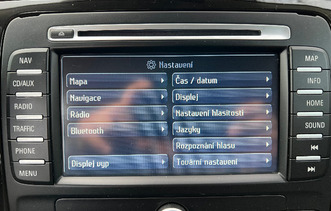 Nastavení
Mapa
Navigace
Rádio
Bluetooth
Displej vyp
Čas / datum
Displej
Nastavení hlasitosti
Jazyky
Rozpoznání hlasu
Tovární nastavení
NAV
CD/AUX
RADIO
TRAFFIC
PHONE
MENU
MAP
INFO
HOME
SOUND